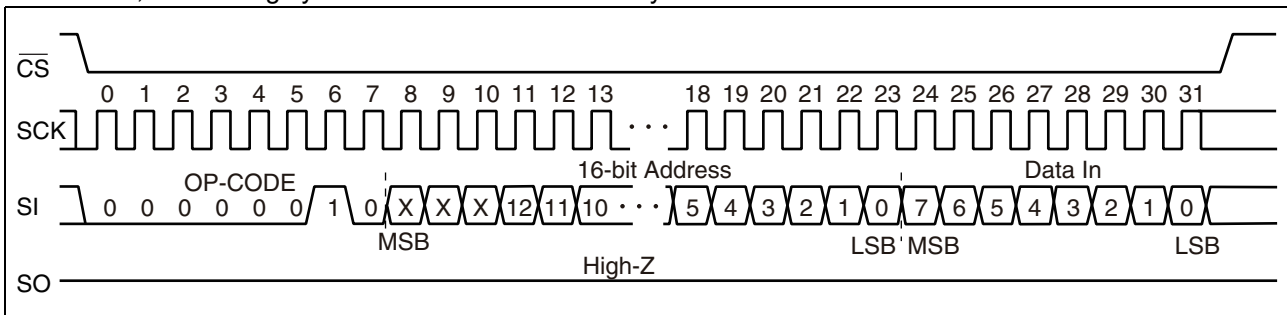 CS
0 1 2 3 4 5 6 7 8 9 10 11 12 13 18 19 20 21 22 23 24 25 26 27 28 29 30 31
SCK
· · ·
OP-CODE 16-bit Address Data In
SI 0 0 0 0 0 0 1 0 X X X 12 11 10 · · · 5 4 3 2 1 0 7 6 5 4 3 2 1 0
MSB LSB MSB LSB
High-Z
SO